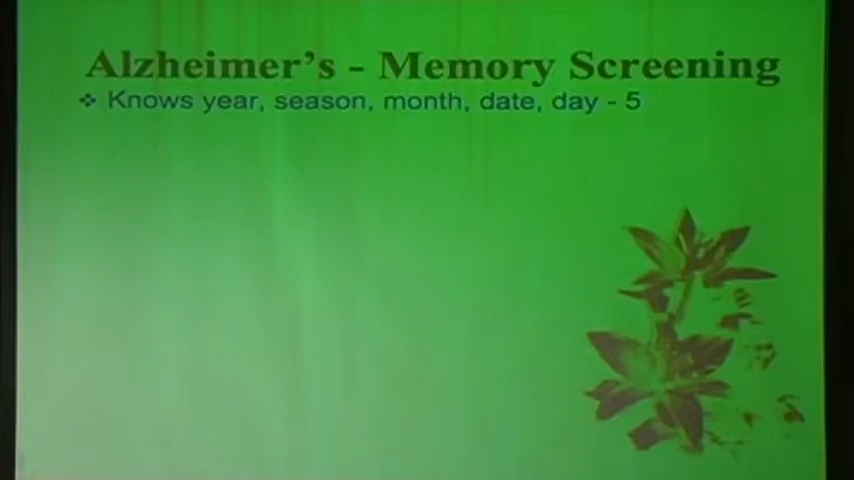 Alzheimer's - Memory Screening
❖ Knows year, season, month, date, day - 5